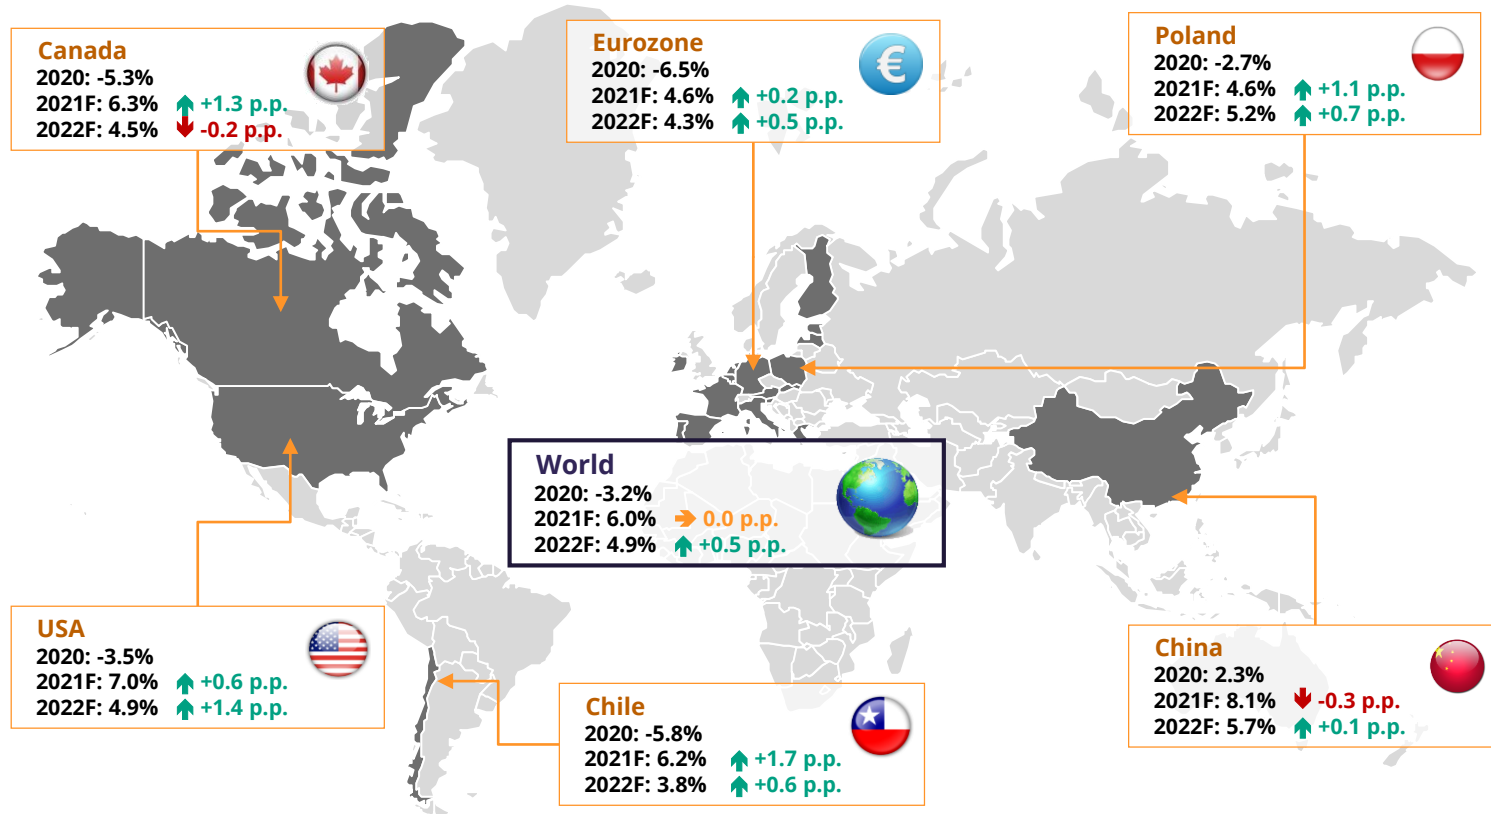 Canada
2020: -5.3%
2021F: 6.3% +1.3 p.p.
2022F: 4.5% -0.2 p.p.
Eurozone
2020: -6.5%
2021F: 4.6% +0.2 p.p.
2022F: 4.3% +0.5 p.p.
€
Poland
2020: -2.7%
2021F: 4.6% +1.1 p.p.
2022F: 5.2% +0.7 p.p.
World
2020: -3.2%
2021F: 6.0% 0.0 p.p.
2022F: 4.9% +0.5 p.p.
USA
2020: -3.5%
2021F: 7.0% +0.6 p.p.
2022F: 4.9% +1.4 p.p.
Chile
2020: -5.8%
2021F: 6.2% +1.7 p.p.
2022F: 3.8% +0.6 p.p.
China
2020: 2.3%
2021F: 8.1% -0.3 p.p.
2022F: 5.7% +0.1 p.p.